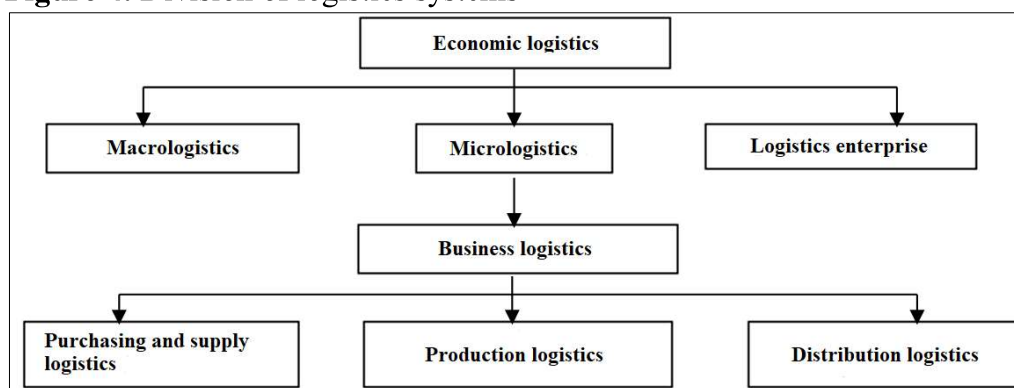 Figure Division of logistics systems
Economic logistics
Macrologistics
Micrologistics
Logistics enterprise
Business logistics
Purchasing and supply
logistics
Production logistics
Distribution logistics